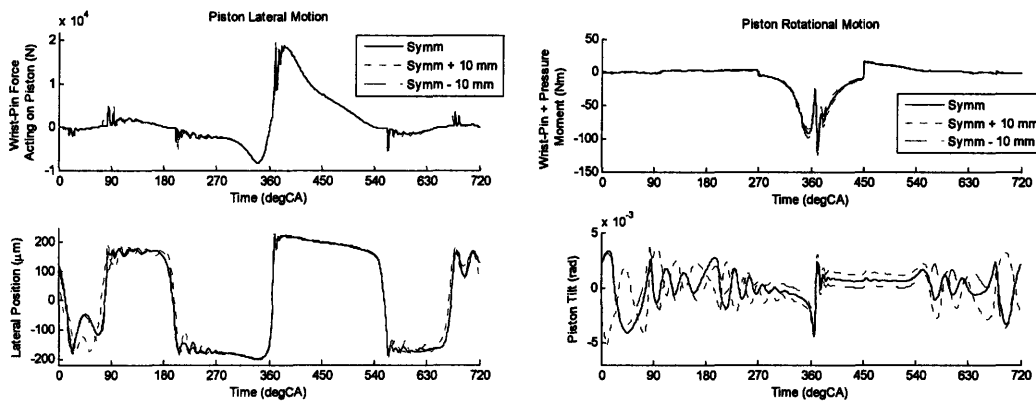 Piston Lateral Motion
x 10^4
Wrist-Pin Force
Acting on Piston (N)
2
1
0
-1
Symm
Symm + 10 mm
Symm - 10 mm
0 90 180 270 360 450 540 630 720
Time (degCA)
Lateral Position (μm)
200
100
0
-100
-200
0 90 180 270 360 450 540 630 720
Time (degCA)
Piston Rotational Motion
Wrist-Pin + Pressure
Moment (Nm)
50
0
-50
-100
-150
Symm
Symm + 10 mm
Symm - 10 mm
0 90 180 270 360 450 540 630 720
Time (degCA)
x 10^-3
Piston Tilt (rad)
5
0
-5
0 90 180 270 360 450 540 630 720
Time (degCA)